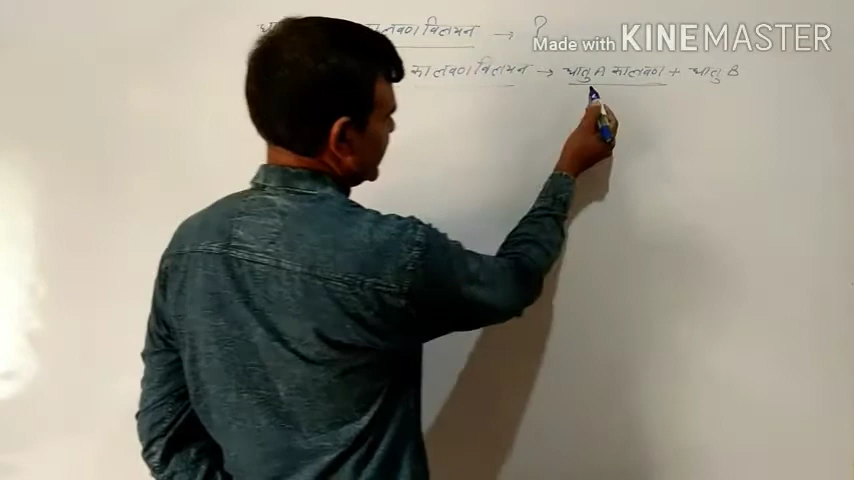 का लवण विलयन → ?
का लवण विलयन → धातु A का लवण + धातु B
Made with KINEMASTER